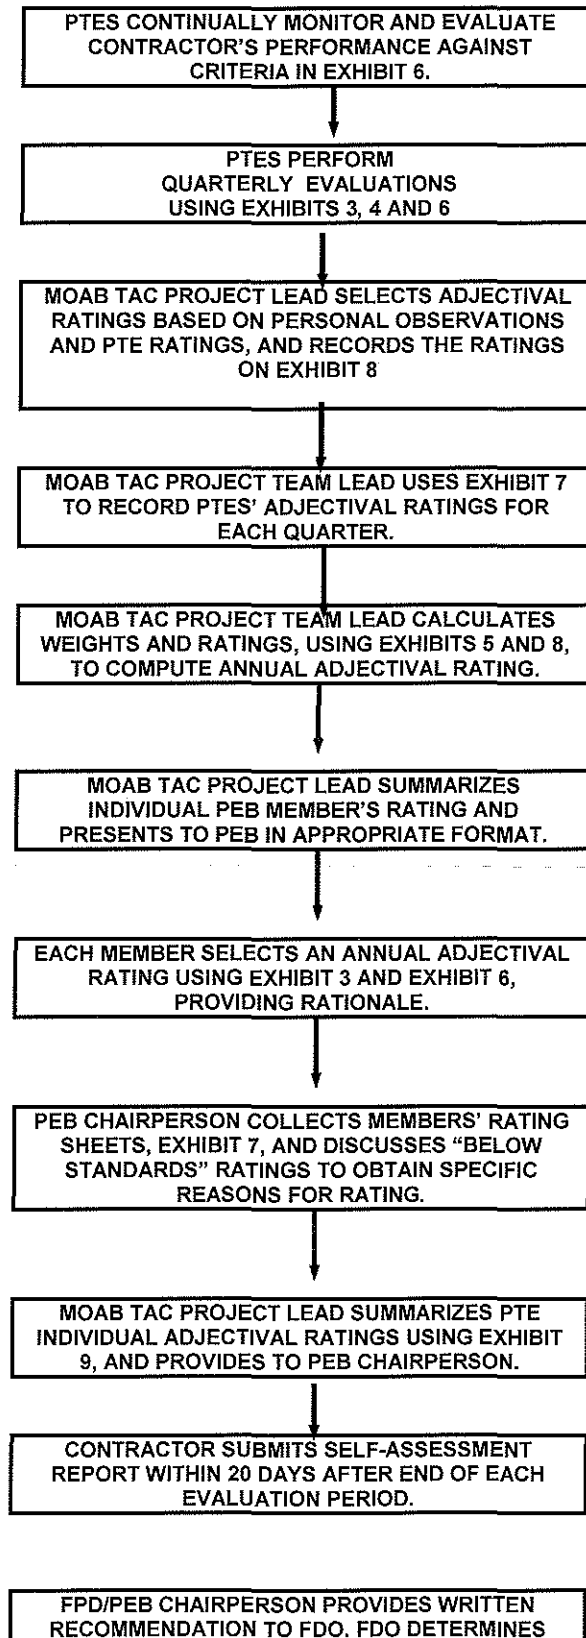 PTES CONTINUALLY MONITOR AND EVALUATE
CONTRACTOR'S PERFORMANCE AGAINST
CRITERIA IN EXHIBIT 6.
PTES PERFORM
QUARTERLY EVALUATIONS
USING EXHIBITS 3, 4 AND 6
MOAB TAC PROJECT LEAD SELECTS ADJECTIVAL
RATINGS BASED ON PERSONAL OBSERVATIONS
AND PTE RATINGS, AND RECORDS THE RATINGS
ON EXHIBIT 8
MOAB TAC PROJECT TEAM LEAD USES EXHIBIT 7
TO RECORD PTES' ADJECTIVAL RATINGS FOR
EACH QUARTER.
MOAB TAC PROJECT TEAM LEAD CALCULATES
WEIGHTS AND RATINGS, USING EXHIBITS 5 AND 8,
TO COMPUTE ANNUAL ADJECTIVAL RATING.
MOAB TAC PROJECT LEAD SUMMARIZES
INDIVIDUAL PEB MEMBER'S RATING AND
PRESENTS TO PEB IN APPROPRIATE FORMAT.
EACH MEMBER SELECTS AN ANNUAL ADJECTIVAL
RATING USING EXHIBIT 3 AND EXHIBIT 6,
PROVIDING RATIONALE.
PEB CHAIRPERSON COLLECTS MEMBERS' RATING
SHEETS, EXHIBIT 7, AND DISCUSSES "BELOW
STANDARDS" RATINGS TO OBTAIN SPECIFIC
REASONS FOR RATING.
MOAB TAC PROJECT LEAD SUMMARIZES PTE
INDIVIDUAL ADJECTIVAL RATINGS USING EXHIBIT
9, AND PROVIDES TO PEB CHAIRPERSON.
CONTRACTOR SUBMITS SELF-ASSESSMENT
REPORT WITHIN 20 DAYS AFTER END OF EACH
EVALUATION PERIOD.
FPD/PEB CHAIRPERSON PROVIDES WRITTEN
RECOMMENDATION TO FDO. FDO DETERMINES